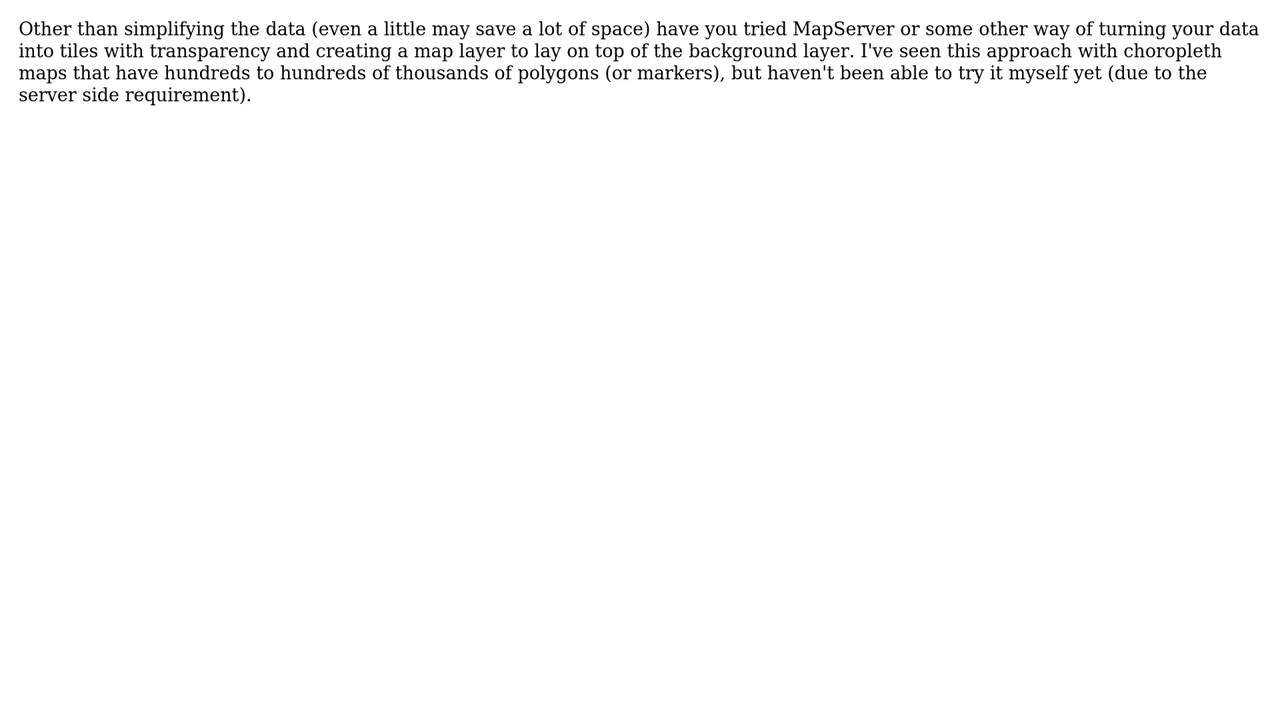 Other than simplifying the data (even a little may save a lot of space) have you tried MapServer or some other way of turning your data
into tiles with transparency and creating a map layer to lay on top of the background layer. I've seen this approach with choropleth
maps that have hundreds to hundreds of thousands of polygons (or markers), but haven't been able to try it myself yet (due to the
server side requirement).